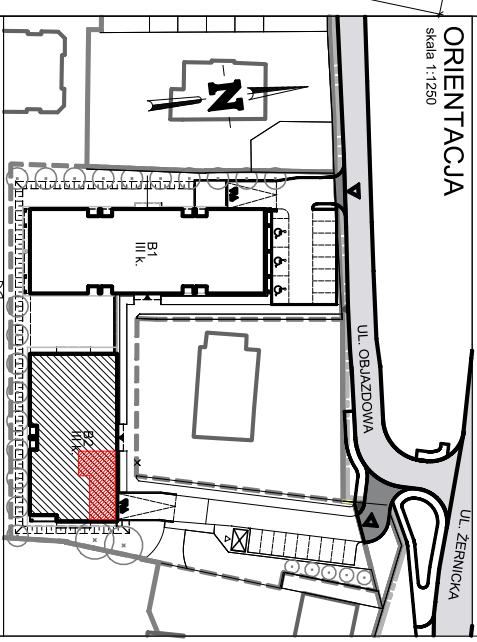 ORIENTACJA
skala 1:1250
N
B1
III k.
UL. OBJAZDOWA
B2
III k.
UL. ŻERNICKA